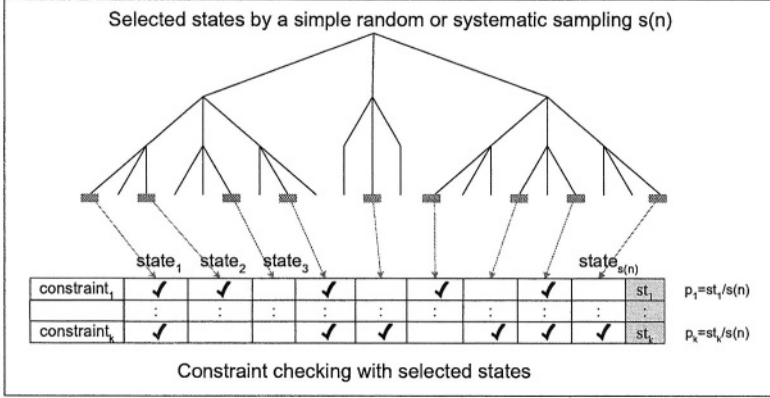 Selected states by a simple random or systematic sampling s(n)
state₁ state₂ state₃ state s(n)
constraint₁ ✓ ✓ ✓ ✓ ✓ st₁ p₁=st₁/s(n)
: : : : : : : : : :
constraintₖ ✓ ✓ ✓ ✓ ✓ ✓ stₖ pₖ=stₖ/s(n)
Constraint checking with selected states